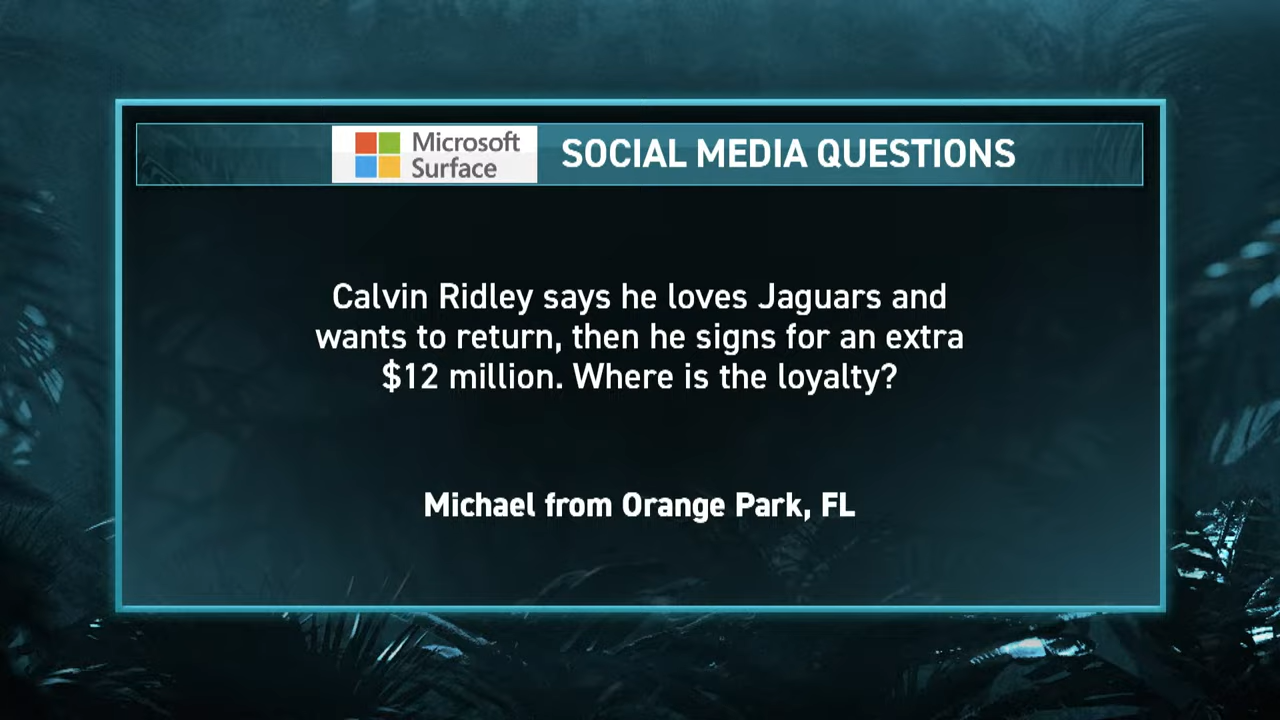 Microsoft
Surface
SOCIAL MEDIA QUESTIONS
Calvin Ridley says he loves Jaguars and
wants to return, then he signs for an extra
$12 million. Where is the loyalty?
Michael from Orange Park, FL